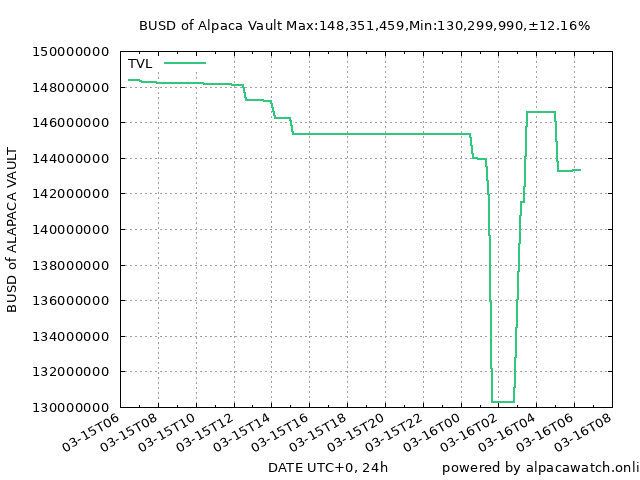 BUSD of Alpaca Vault Max:148,351,459,Min:130,299,990,±12.16%
TVL
150000000
148000000
146000000
144000000
142000000
140000000
138000000
136000000
134000000
132000000
130000000
BUSD of ALAPACA VAULT
03-15T06
03-15T08
03-15T10
03-15T12
03-15T14
03-15T16
03-15T18
03-15T20
03-15T22
03-16T00
03-16T02
03-16T04
03-16T06
03-16T08
DATE UTC+0, 24h
powered by alpacawatch.onli